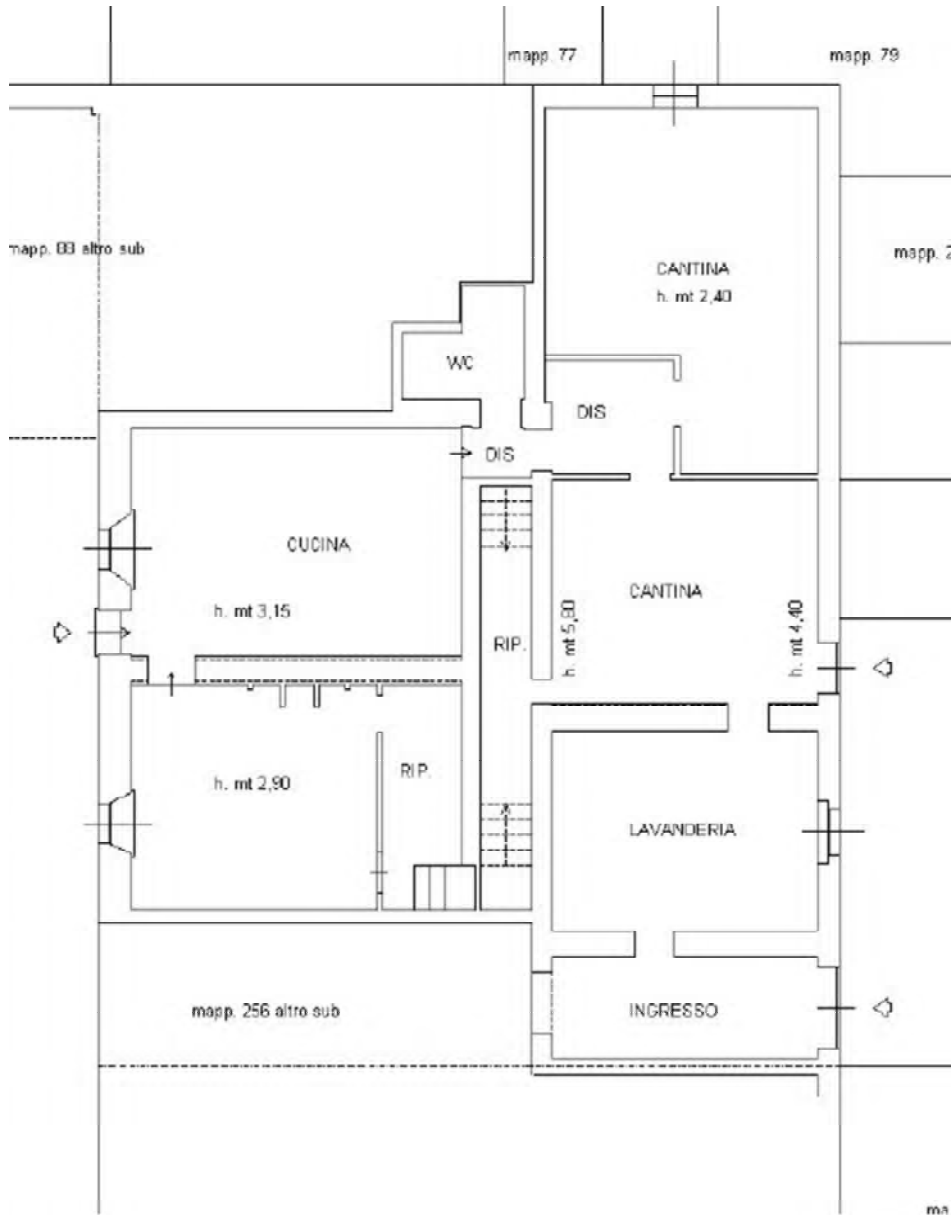 mapp. 77
mapp. 79
mapp. 83 altro sub
mapp. 2
CANTINA
h. mt 2,40
WC
DIS
DIS
CUCINA
CANTINA
h. mt 3,15
RIP.
h. mt 5,80
h. mt 4,40
h. mt 2,90
RIP.
LAVANDERIA
mapp. 256 altro sub
INGRESSO
ma